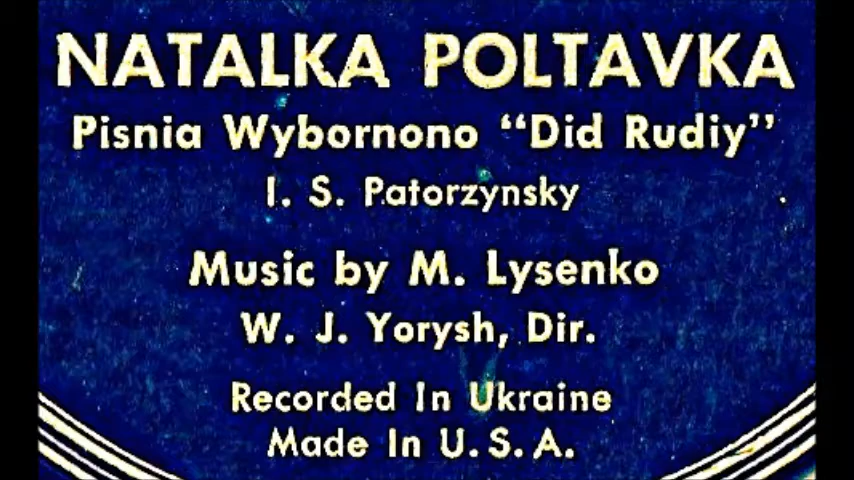 NATALKA POLTAVKA
Pisnia Wybornono “Did Rudiy”
I. S. Patorzynsky
Music by M. Lysenko
W. J. Yorysh, Dir.
Recorded In Ukraine
Made In U.S.A.